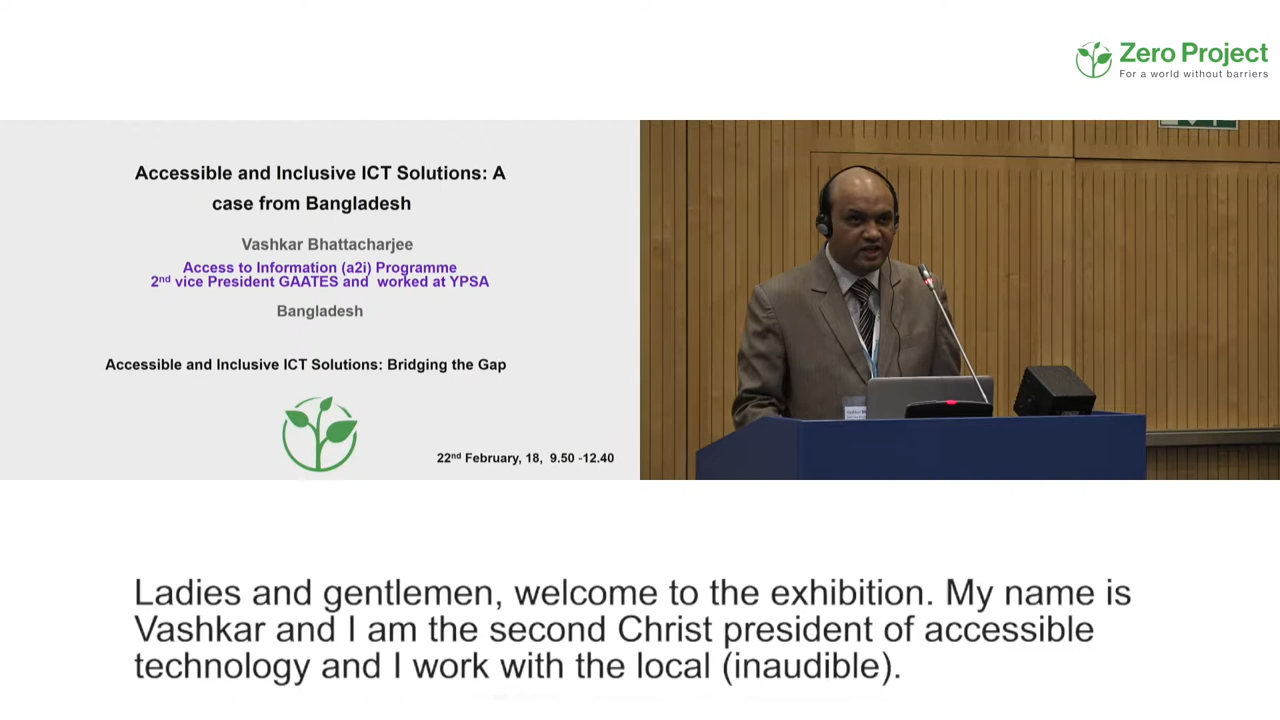 Zero Project
For a world without barriers
Accessible and Inclusive ICT Solutions: A
case from Bangladesh
Vashkar Bhattacharjee
Access to Information (a2i) Programme
2nd vice President GAATES and worked at YPSA
Bangladesh
Accessible and Inclusive ICT Solutions: Bridging the Gap
22nd February, 18, 9.50 -12.40
Ladies and gentlemen, welcome to the exhibition. My name is
Vashkar and I am the second Christ president of accessible
technology and I work with the local (inaudible).